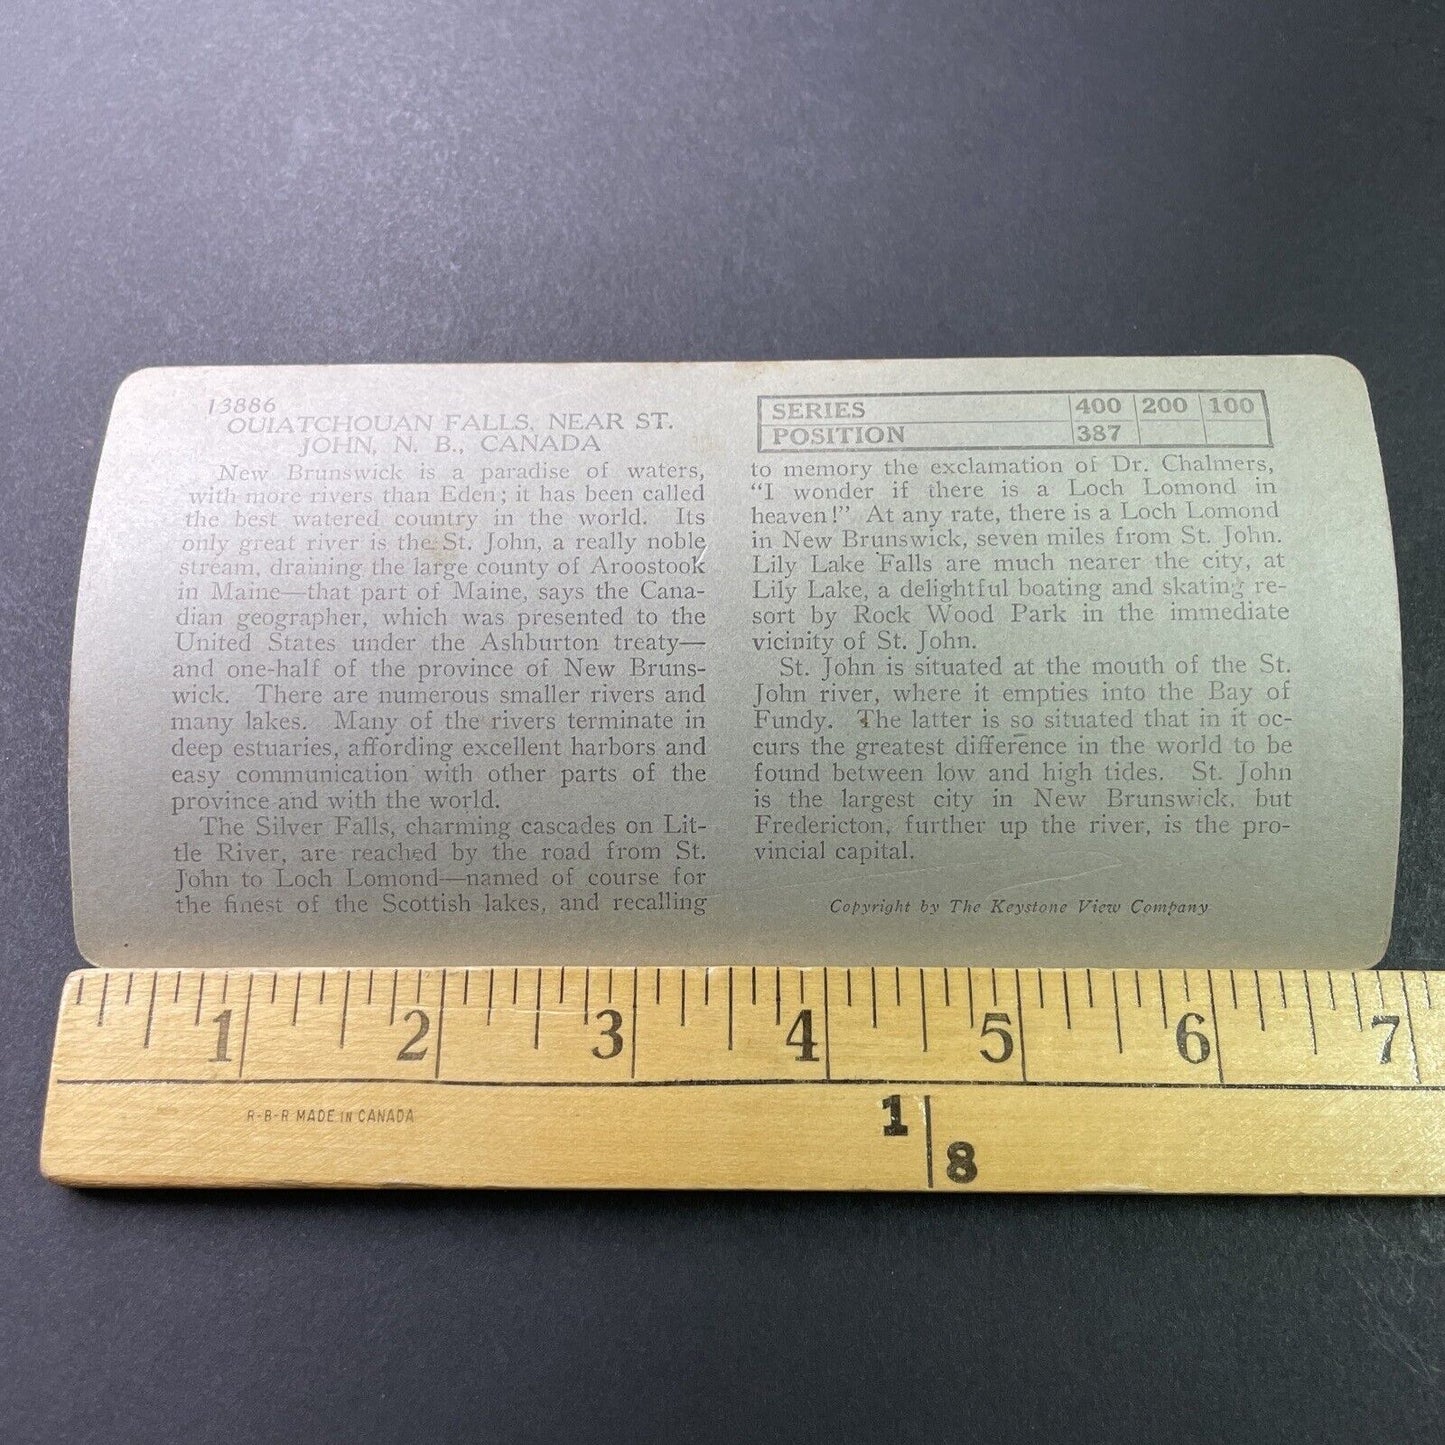 13886
OUIATCHOUAN FALLS, NEAR ST.
JOHN, N. B., CANADA
New Brunswick is a paradise of waters,
with more rivers than Eden; it has been called
the best watered country in the world. Its
only great river is the St. John, a really noble
stream, draining the large county of Aroostook
in Maine—that part of Maine, says the Cana-
dian geographer, which was presented to the
United States under the Ashburton treaty—
and one-half of the province of New Bruns-
wick. There are numerous smaller rivers and
many lakes. Many of the rivers terminate in
deep estuaries, affording excellent harbors and
easy communication with other parts of the
province and with the world.
The Silver Falls, charming cascades on Lit-
tle River, are reached by the road from St.
John to Loch Lomond—named of course for
the finest of the Scottish lakes, and recalling
SERIES 400 200 100
POSITION 387
to memory the exclamation of Dr. Chalmers,
"I wonder if there is a Loch Lomond in
heaven!" At any rate, there is a Loch Lomond
in New Brunswick, seven miles from St. John.
Lily Lake Falls are much nearer the city, at
Lily Lake, a delightful boating and skating re-
sort by Rock Wood Park in the immediate
vicinity of St. John.
St. John is situated at the mouth of the St.
John river, where it empties into the Bay of
Fundy. The latter is so situated that in it oc-
curs the greatest difference in the world to be
found between low and high tides. St. John
is the largest city in New Brunswick, but
Fredericton, further up the river, is the pro-
vincial capital.
Copyright by The Keystone View Company
1 2 3 4 5 6 7
R-B-R MADE IN CANADA
1
8